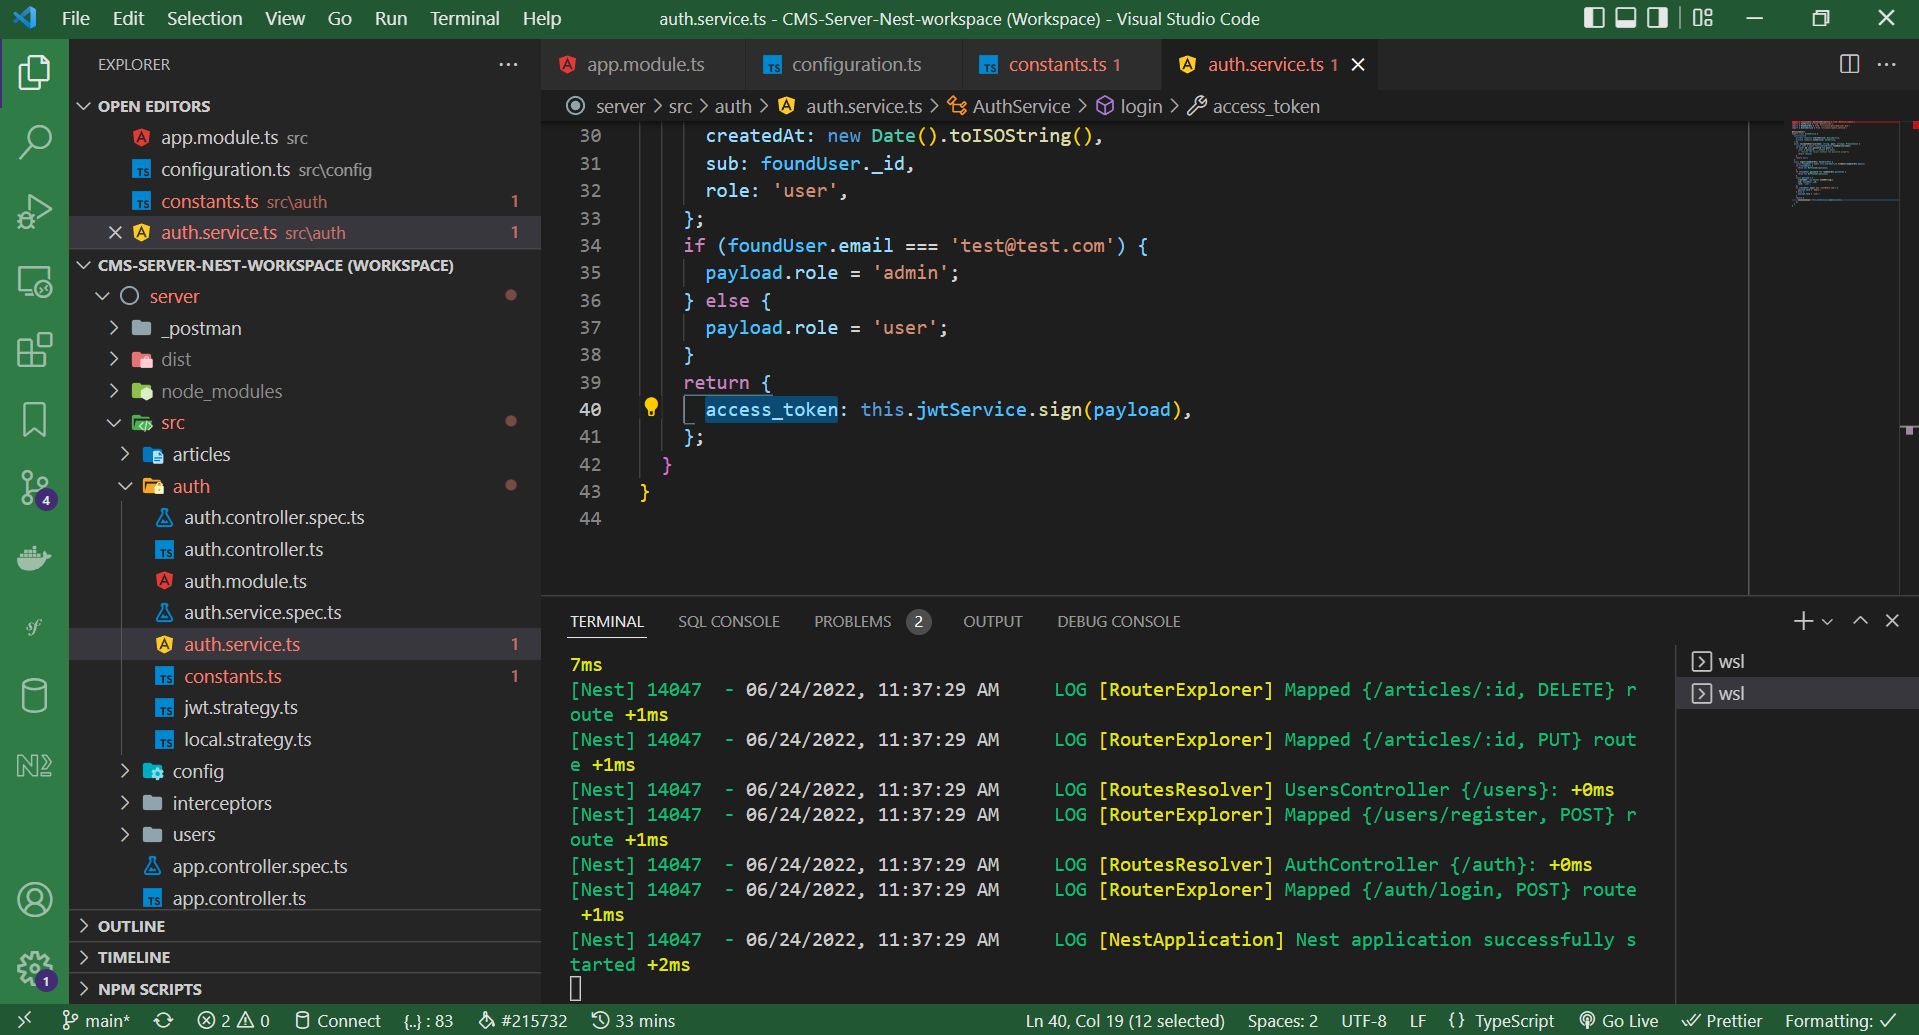 File Edit Selection View Go Run Terminal Help
auth.service.ts - CMS-Server-Nest-workspace (Workspace) - Visual Studio Code
EXPLORER
OPEN EDITORS
app.module.ts src
configuration.ts src\config
constants.ts src\auth 1
auth.service.ts src\auth 1
CMS-SERVER-NEST-WORKSPACE (WORKSPACE)
server
_postman
dist
node_modules
src
articles
auth
auth.controller.spec.ts
auth.controller.ts
auth.module.ts
auth.service.spec.ts
auth.service.ts 1
constants.ts 1
jwt.strategy.ts
local.strategy.ts
config
interceptors
users
app.controller.spec.ts
app.controller.ts
OUTLINE
TIMELINE
NPM SCRIPTS
4
1
app.module.ts configuration.ts constants.ts 1 auth.service.ts 1
server > src > auth > auth.service.ts > AuthService > login > access_token
30 createdAt: new Date().toISOString(),
31 sub: foundUser._id,
32 role: 'user',
33 };
34 if (foundUser.email === 'test@test.com') {
35 payload.role = 'admin';
36 } else {
37 payload.role = 'user';
38 }
39 return {
40 access_token: this.jwtService.sign(payload),
41 };
42 }
43 }
44
TERMINAL SQL CONSOLE PROBLEMS 2 OUTPUT DEBUG CONSOLE
7ms
[Nest] 14047 - 06/24/2022, 11:37:29 AM LOG [RouterExplorer] Mapped {/articles/:id, DELETE} r
oute +1ms
[Nest] 14047 - 06/24/2022, 11:37:29 AM LOG [RouterExplorer] Mapped {/articles/:id, PUT} rout
e +1ms
[Nest] 14047 - 06/24/2022, 11:37:29 AM LOG [RoutesResolver] UsersController {/users}: +0ms
[Nest] 14047 - 06/24/2022, 11:37:29 AM LOG [RouterExplorer] Mapped {/users/register, POST} r
oute +1ms
[Nest] 14047 - 06/24/2022, 11:37:29 AM LOG [RoutesResolver] AuthController {/auth}: +0ms
[Nest] 14047 - 06/24/2022, 11:37:29 AM LOG [RouterExplorer] Mapped {/auth/login, POST} route
+1ms
[Nest] 14047 - 06/24/2022, 11:37:29 AM LOG [NestApplication] Nest application successfully s
tarted +2ms
wsl
wsl
main* 2 0 Connect {..} : 83 #215732 33 mins Ln 40, Col 19 (12 selected) Spaces: 2 UTF-8 LF {} TypeScript Go Live Prettier Formatting: ✓